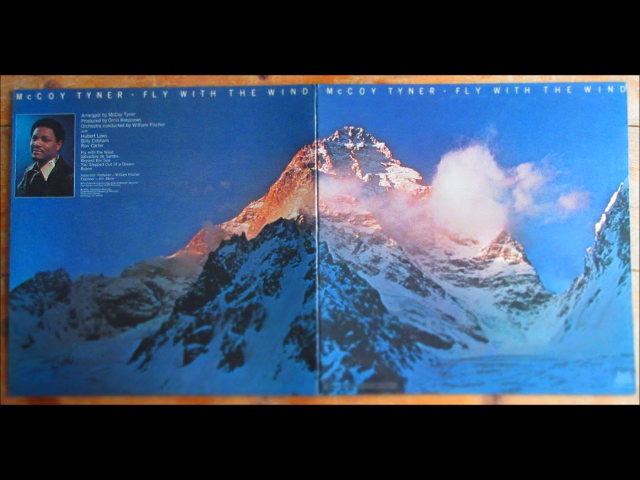 McCOY TYNER · FLY WITH THE WIND
McCOY TYNER · FLY WITH THE WIND
Arranged by McCoy Tyner
Produced by Orrin Keepnews
Orchestra conducted by William Fischer
with
Hubert Laws
Billy Cobham
Ron Carter
Fly with the Wind
Salvadore de Samba
Beyond the Sun
You Stepped Out of a Dream
Rolem